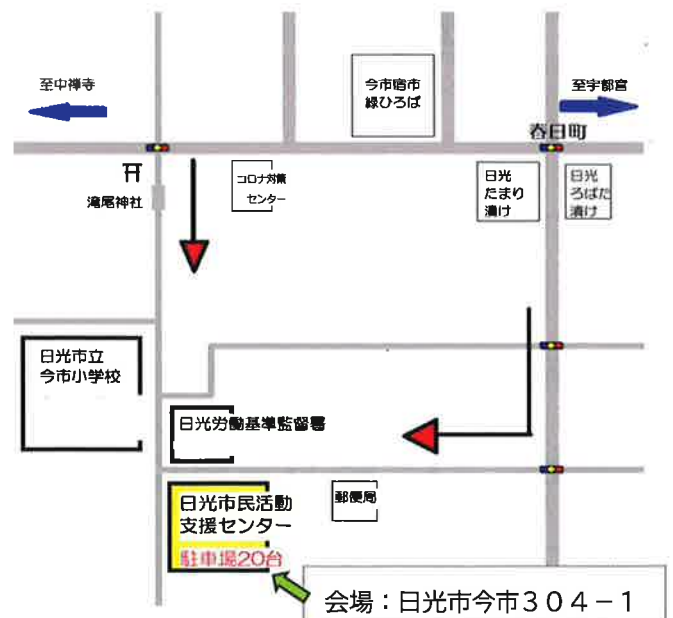 至中禅寺
今市宿市
緑ひろば
至宇都宮
春日町
滝尾神社
コロナ対策
センター
日光
たまり
漬け
日光
ろばた
漬け
日光市立
今市小学校
日光労働基準監督署
日光市民活動
支援センター
駐車場20台
郵便局
会場：日光市今市３０４－１